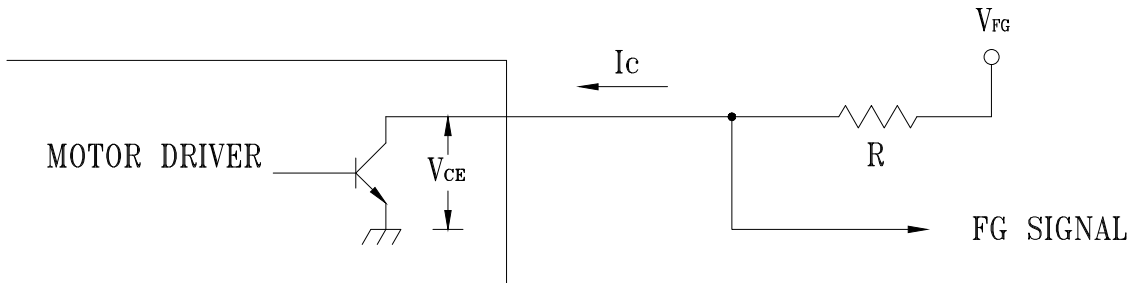 VFG
Ic
MOTOR DRIVER
VCE
R
FG SIGNAL